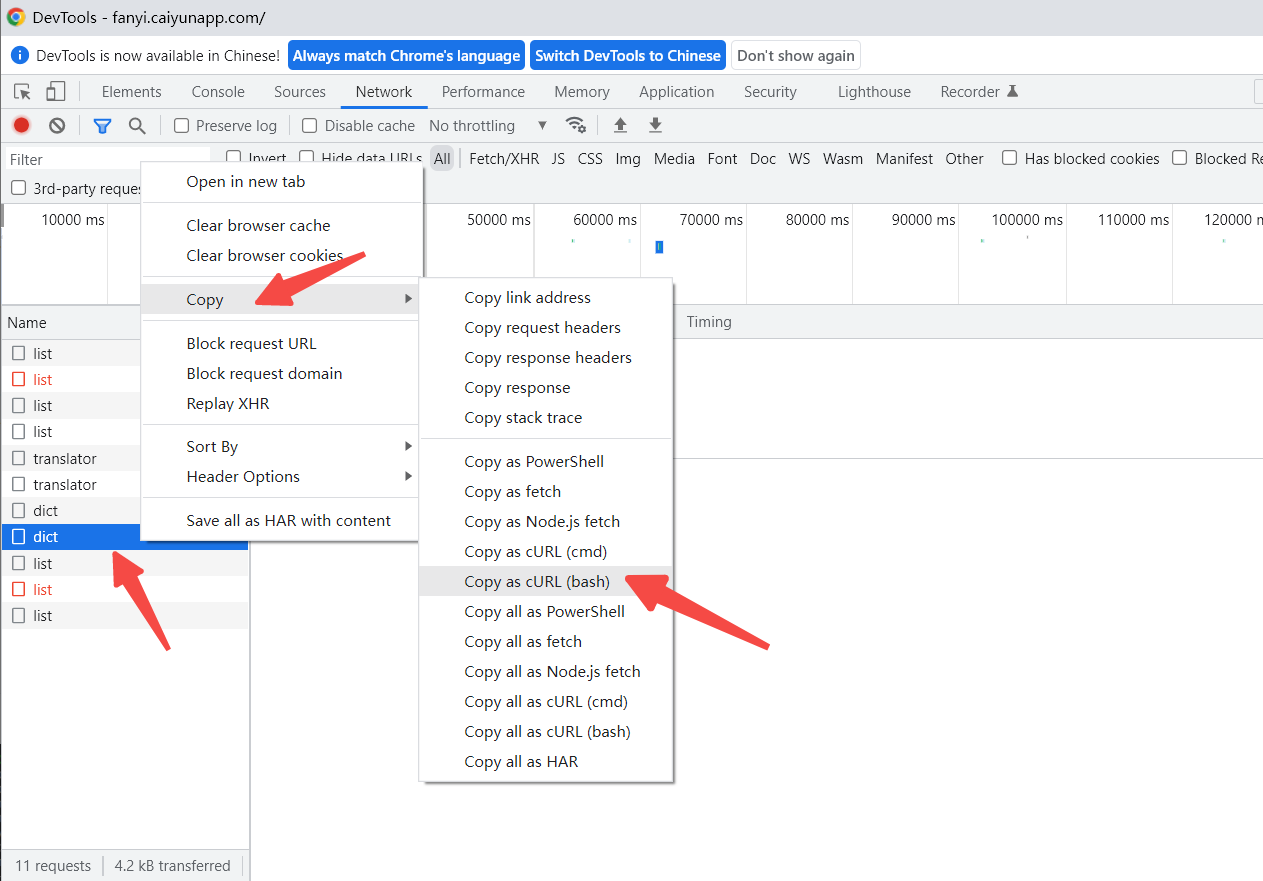 DevTools - fanyi.caiyunapp.com/
DevTools is now available in Chinese! Always match Chrome's language Switch DevTools to Chinese Don't show again
Elements Console Sources Network Performance Memory Application Security Lighthouse Recorder
Preserve log Disable cache No throttling
Filter Invert Hide data URLs All Fetch/XHR JS CSS Img Media Font Doc WS Wasm Manifest Other Has blocked cookies Blocked Re
3rd-party reques
10000 ms 50000 ms 60000 ms 70000 ms 80000 ms 90000 ms 100000 ms 110000 ms 120000 m
Open in new tab
Clear browser cache
Clear browser cookies
Copy
Block request URL
Block request domain
Replay XHR
Sort By
Header Options
Save all as HAR with content
Copy link address
Copy request headers
Copy response headers
Copy response
Copy stack trace
Copy as PowerShell
Copy as fetch
Copy as Node.js fetch
Copy as cURL (cmd)
Copy as cURL (bash)
Copy all as PowerShell
Copy all as fetch
Copy all as Node.js fetch
Copy all as cURL (cmd)
Copy all as cURL (bash)
Copy all as HAR
Name Timing
list
list
list
list
translator
translator
dict
dict
list
list
list
11 requests 4.2 kB transferred